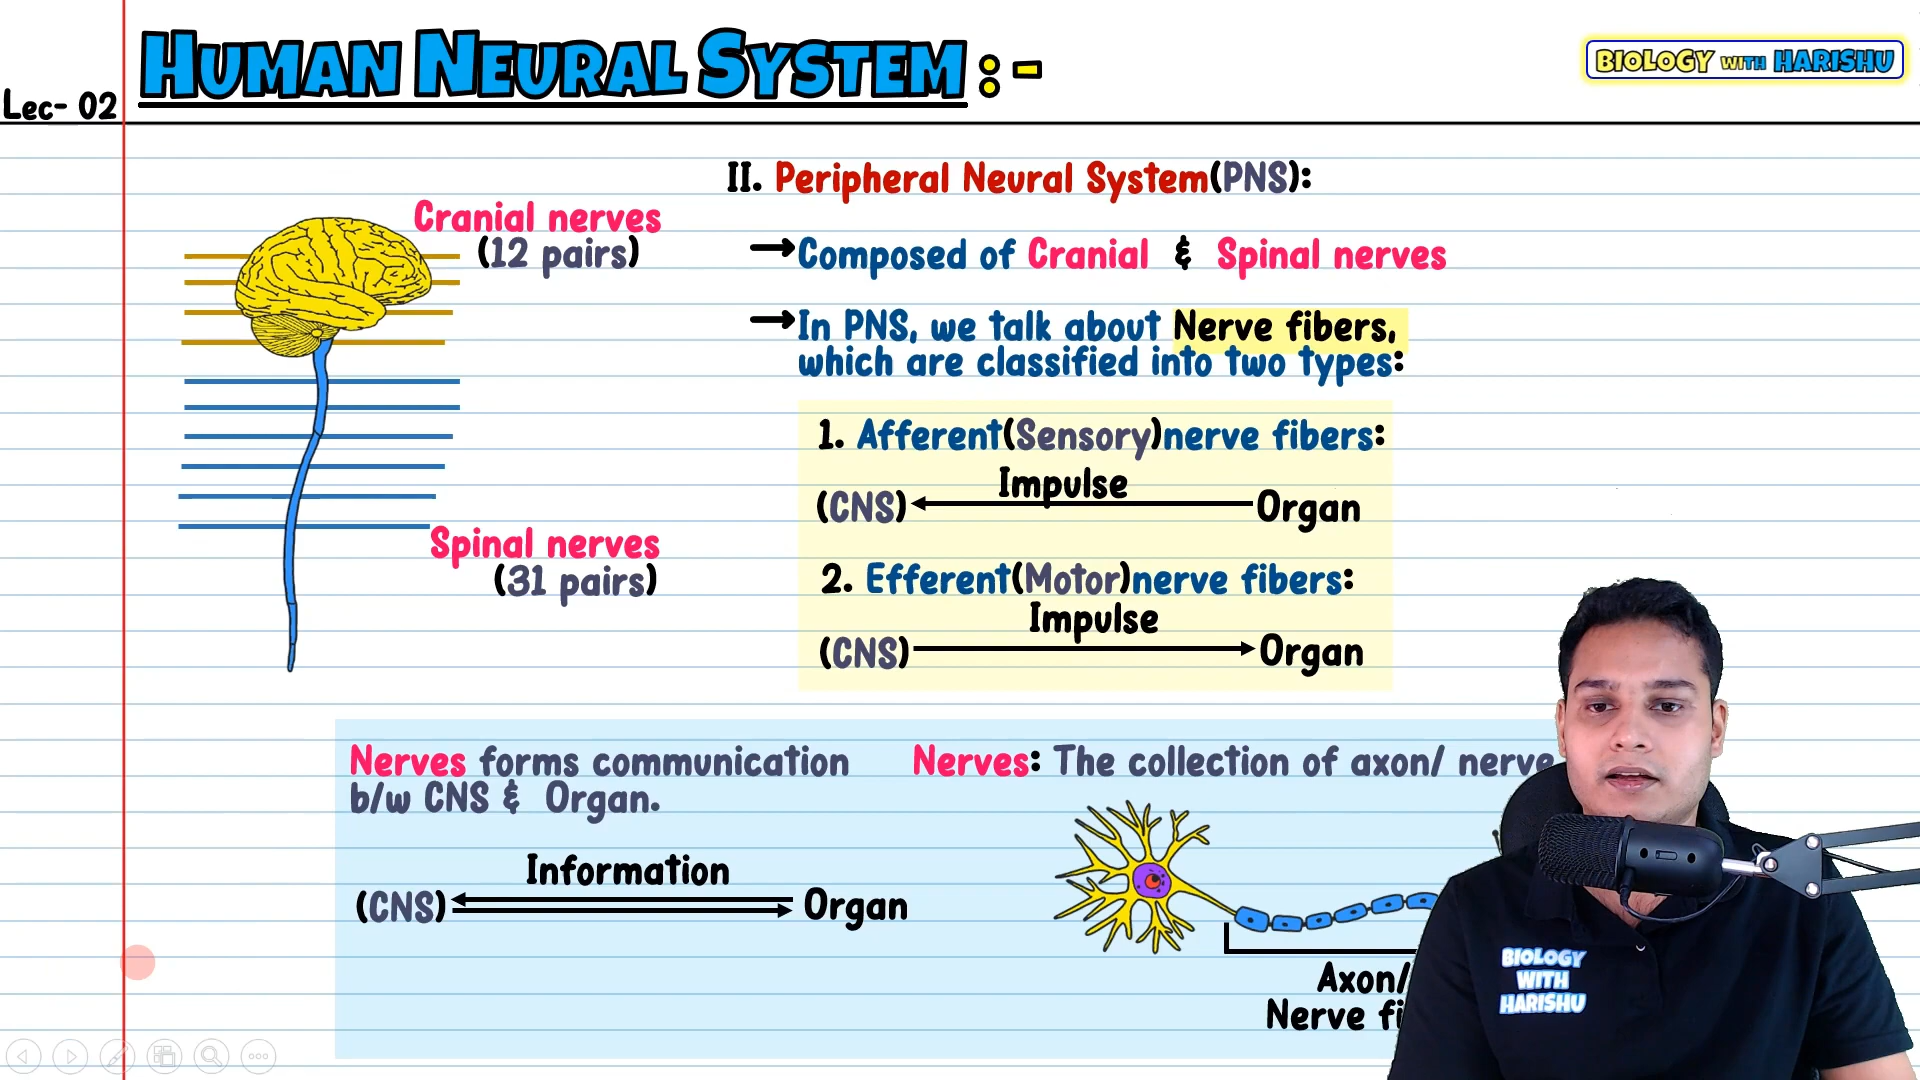 HUMAN NEURAL SYSTEM :-
BIOLOGY WITH HARISHU
Lec- 02
II. Peripheral Neural System(PNS):
Cranial nerves
(12 pairs)
→Composed of Cranial & Spinal nerves
→In PNS, we talk about Nerve fibers,
which are classified into two types:
1. Afferent(Sensory)nerve fibers:
Impulse
(CNS) Organ
Spinal nerves
(31 pairs)
2. Efferent(Motor)nerve fibers:
Impulse
(CNS) Organ
Nerves forms communication
b/w CNS & Organ.
Information
(CNS) Organ
Nerves: The collection of axon/ nerve
Axon/
Nerve
BIOLOGY
WITH
HARISHU